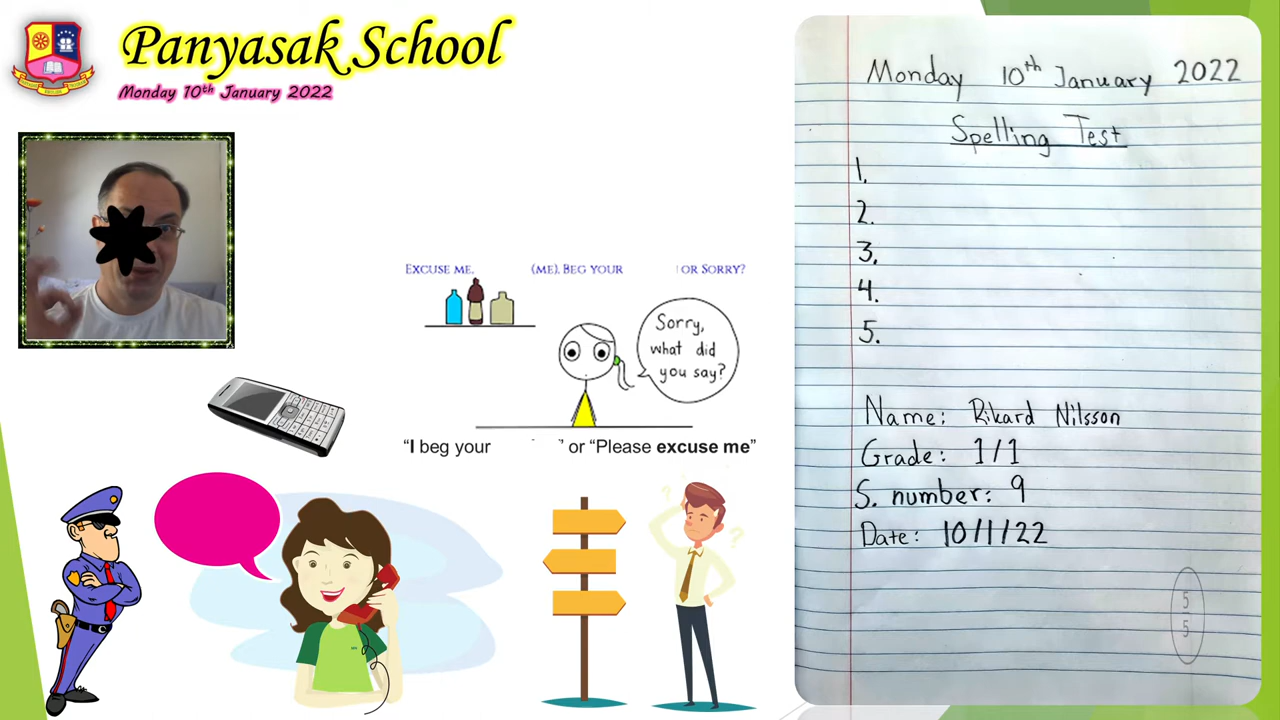 Panyasak School
Monday 10th January 2022
EXCUSE ME. (ME). BEG YOUR ! OR SORRY?
Sorry,
what did
you say?
“I beg your ” or “Please excuse me”
Monday 10th January 2022
Spelling Test
1.
2.
3.
4.
5.
Name: Rikard Nilsson
Grade: 1/1
S. number: 9
Date: 10/1/22
5
5